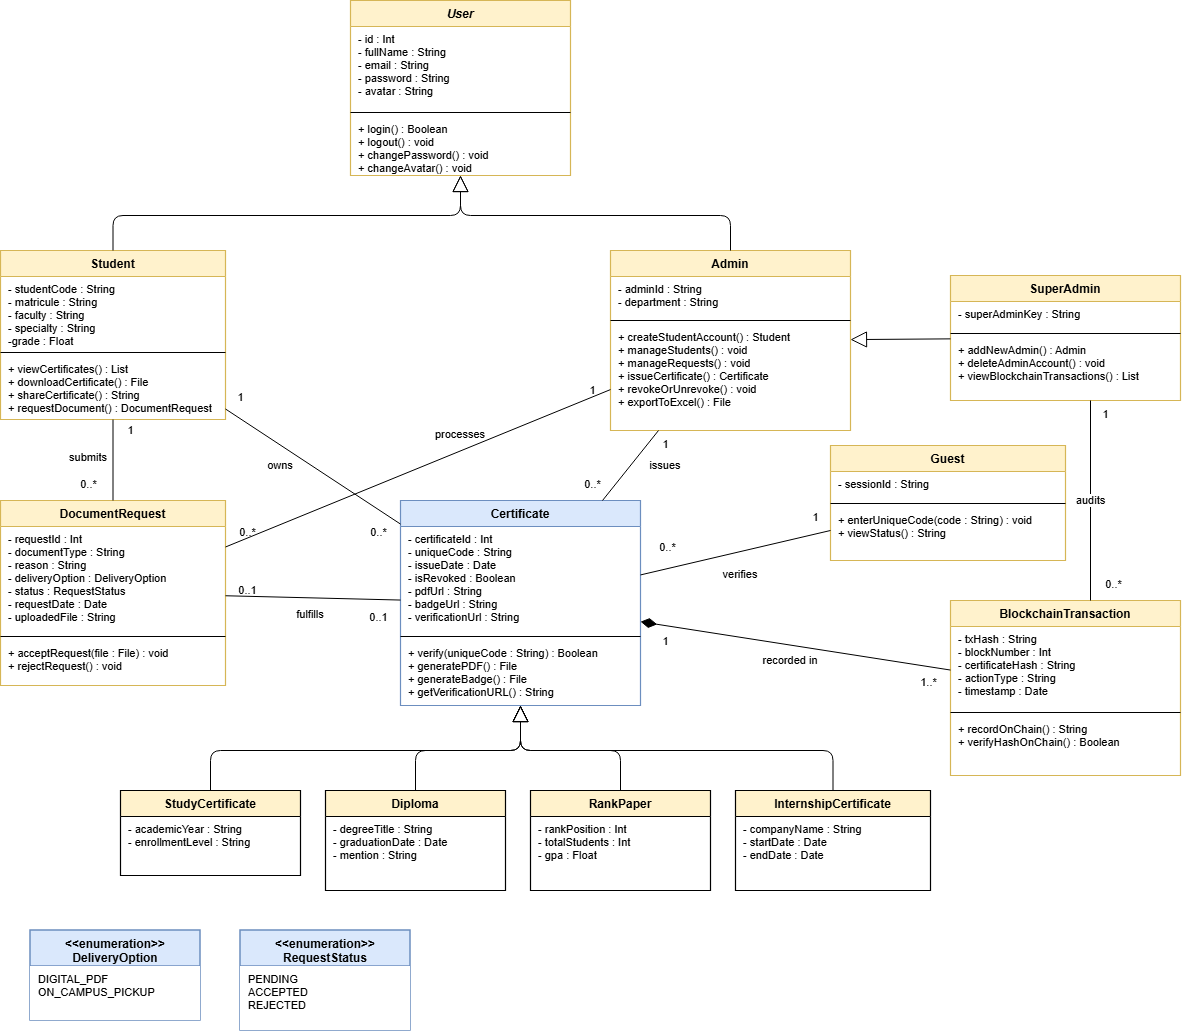 User
- id : Int
- fullName : String
- email : String
- password : String
- avatar : String
+ login() : Boolean
+ logout() : void
+ changePassword() : void
+ changeAvatar() : void
Student
- studentCode : String
- matricule : String
- faculty : String
- specialty : String
-grade : Float
+ viewCertificates() : List
+ downloadCertificate() : File
+ shareCertificate() : String
+ requestDocument() : DocumentRequest
Admin
- adminId : String
- department : String
+ createStudentAccount() : Student
+ manageStudents() : void
+ manageRequests() : void
+ issueCertificate() : Certificate
+ revokeOrUnrevoke() : void
+ exportToExcel() : File
SuperAdmin
- superAdminKey : String
+ addNewAdmin() : Admin
+ deleteAdminAccount() : void
+ viewBlockchainTransactions() : List
1
submits
0..*
1
owns
0..*
1
processes
0..*
1
issues
0..*
Guest
- sessionId : String
+ enterUniqueCode(code : String) : void
+ viewStatus() : String
1
audits
0..*
1
verifies
0..*
DocumentRequest
- requestId : Int
- documentType : String
- reason : String
- deliveryOption : DeliveryOption
- status : RequestStatus
- requestDate : Date
- uploadedFile : String
+ acceptRequest(file : File) : void
+ rejectRequest() : void
0..1
fulfills
0..1
Certificate
- certificateId : Int
- uniqueCode : String
- issueDate : Date
- isRevoked : Boolean
- pdfUrl : String
- badgeUrl : String
- verificationUrl : String
+ verify(uniqueCode : String) : Boolean
+ generatePDF() : File
+ generateBadge() : File
+ getVerificationURL() : String
1
recorded in
1..*
BlockchainTransaction
- txHash : String
- blockNumber : Int
- certificateHash : String
- actionType : String
- timestamp : Date
+ recordOnChain() : String
+ verifyHashOnChain() : Boolean
StudyCertificate
- academicYear : String
- enrollmentLevel : String
Diploma
- degreeTitle : String
- graduationDate : Date
- mention : String
RankPaper
- rankPosition : Int
- totalStudents : Int
- gpa : Float
InternshipCertificate
- companyName : String
- startDate : Date
- endDate : Date
<<enumeration>>
DeliveryOption
DIGITAL_PDF
ON_CAMPUS_PICKUP
<<enumeration>>
RequestStatus
PENDING
ACCEPTED
REJECTED